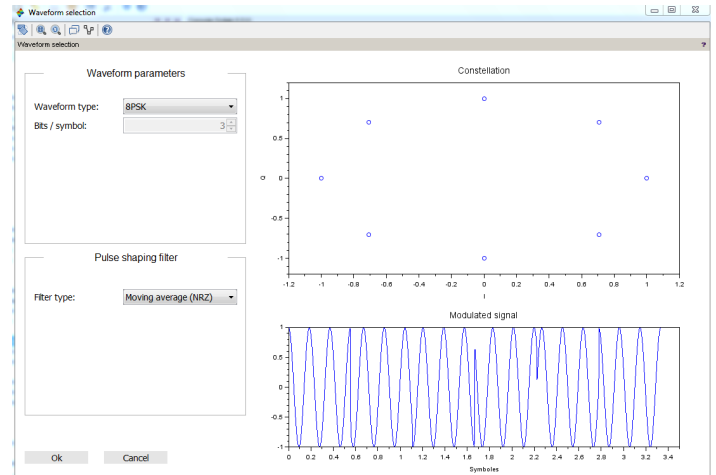 Waveform selection
Waveform selection ?
Waveform parameters
Waveform type: 8PSK
Bits / symbol: 3
Pulse shaping filter
Filter type: Moving average (NRZ)
Ok Cancel
Constellation
1
0.5
Q 0
-0.5
-1
-1.2 -1 -0.8 -0.6 -0.4 -0.2 0 0.2 0.4 0.6 0.8 1 1.2
I
Modulated signal
1
0.5
0
-0.5
-1
0 0.2 0.4 0.6 0.8 1 1.2 1.4 1.6 1.8 2 2.2 2.4 2.6 2.8 3 3.2 3.4
Symboles